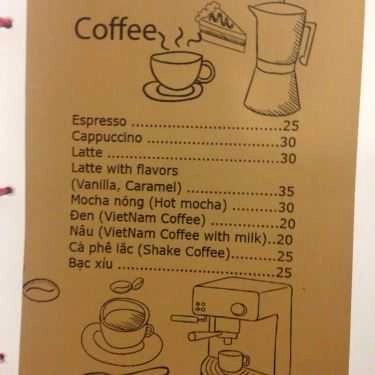 Coffee
Espresso ........................25
Cappuccino .....................30
Latte ..............................30
Latte with flavors
(Vanilla, Caramel) ...............35
Mocha nóng (Hot mocha) ........30
Đen (VietNam Coffee) ...........20
Nâu (VietNam Coffee with milk)..20
Cà phê lắc (Shake Coffee).......25
Bạc xíu ............................25